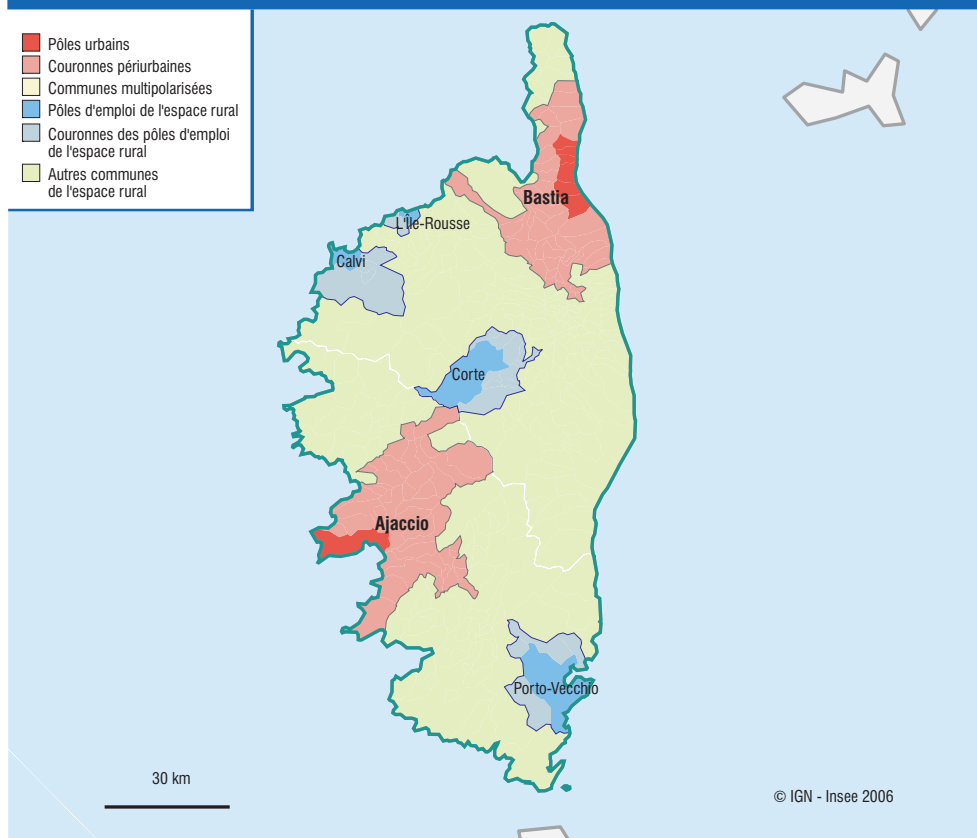 Pôles urbains
Couronnes périurbaines
Communes multipolarisées
Pôles d'emploi de l'espace rural
Couronnes des pôles d'emploi
de l'espace rural
Autres communes
de l'espace rural
Bastia
L'Ile-Rousse
Calvi
Corte
Ajaccio
Porto-Vecchio
30 km
© IGN - Insee 2006